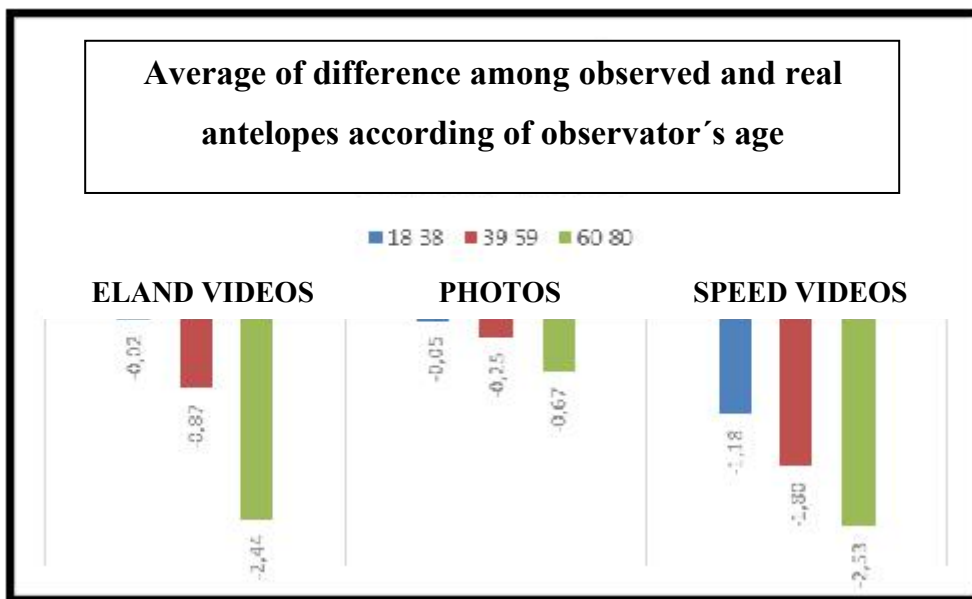 Average of difference among observed and real
antelopes according of observator´s age
18 38 39 59 60 80
ELAND VIDEOS PHOTOS SPEED VIDEOS
-0,02 -0,87 -2,44 -0,05 -0,25 -0,67 -1,18 -1,80 -2,53